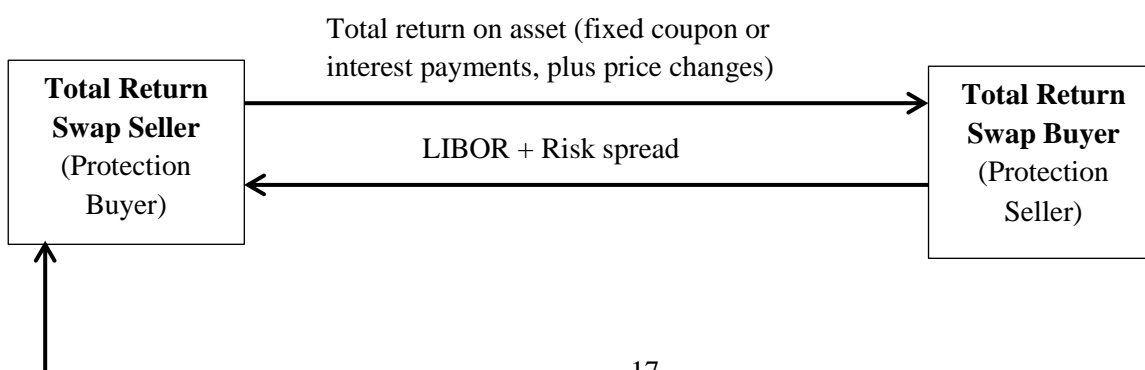 Total return on asset (fixed coupon or
interest payments, plus price changes)
Total Return
Swap Seller
(Protection
Buyer)
LIBOR + Risk spread
Total Return
Swap Buyer
(Protection
Seller)
17